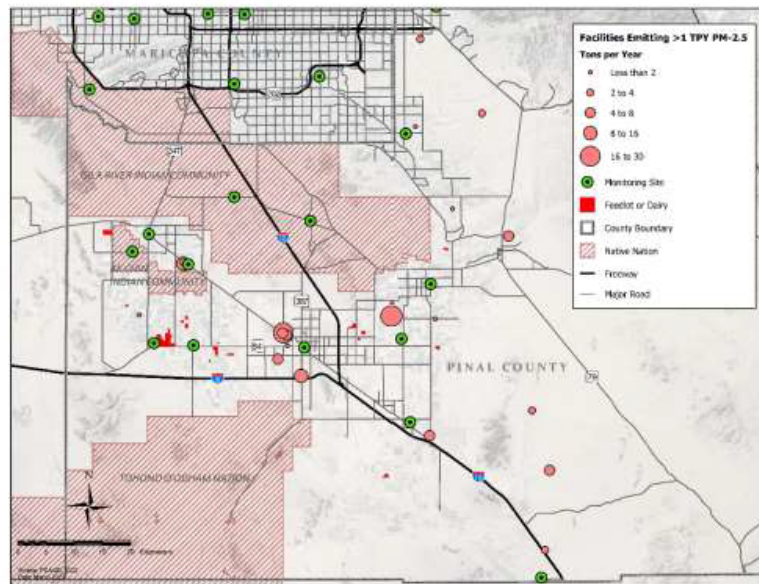 MARICOPA COUNTY
GILA RIVER INDIAN COMMUNITY
INDIAN COMMUNITY
PINAL COUNTY
TOHONO O'ODHAM NATION
N
347
387
79
Facilities Emitting >1 TPY PM-2.5
Tons per Year
Less than 2
2 to 4
4 to 8
8 to 16
16 to 30
Monitoring Site
Feedlot or Dairy
County Boundary
Native Nation
Freeway
Major Road